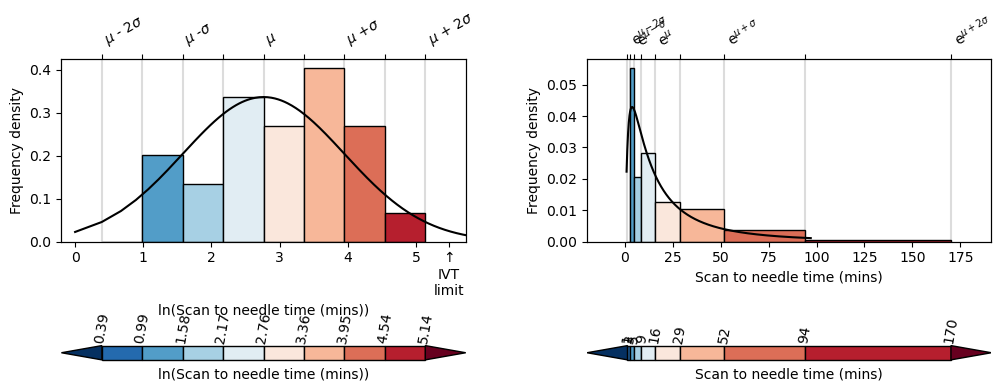 μ - 2σ
μ -σ
μ
μ +σ
μ + 2σ
0.4
0.3
0.2
0.1
0.0
Frequency density
0 1 2 3 4 5 ↑
IVT
limit
ln(Scan to needle time (mins))
0.39 0.99 1.58 2.17 2.76 3.36 3.95 4.54 5.14
ln(Scan to needle time (mins))
e^μ-2σ
e^μ-σ
e^μ
e^μ+σ
e^μ+2σ
0.05
0.04
0.03
0.02
0.01
0.00
Frequency density
0 25 50 75 100 125 150 175
Scan to needle time (mins)
9 16 29 52 94 170
Scan to needle time (mins)